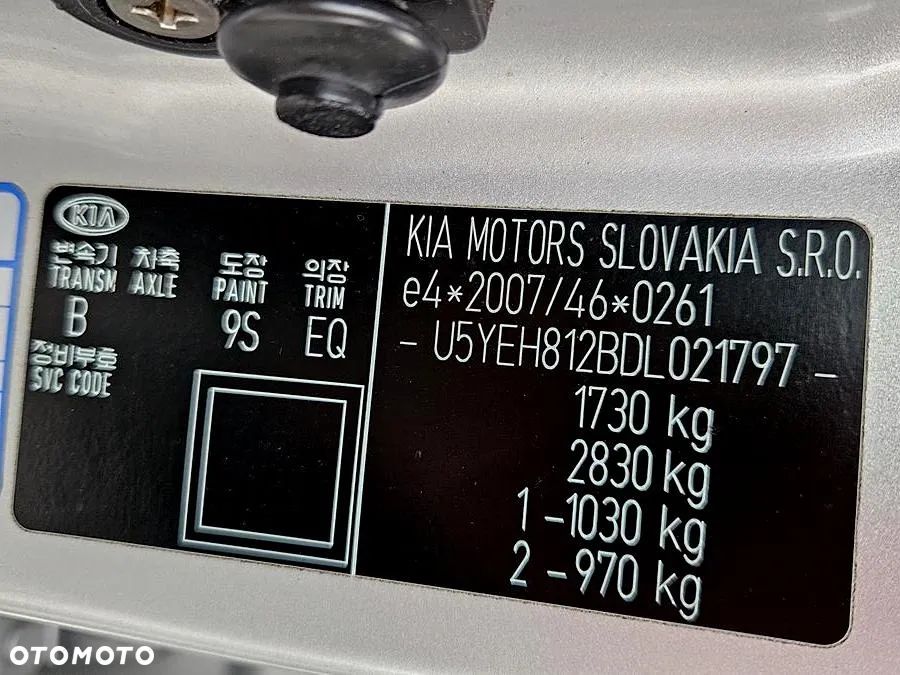 KIA
변속기 차축 도장 의장
TRANSM AXLE PAINT TRIM
B 9S EQ
정비부호
SVC CODE
KIA MOTORS SLOVAKIA S.R.O.
e4*2007/46*0261
- U5YEH812BDL021797 -
1730 kg
2830 kg
1 -1030 kg
2 -970 kg
OTOMOTO